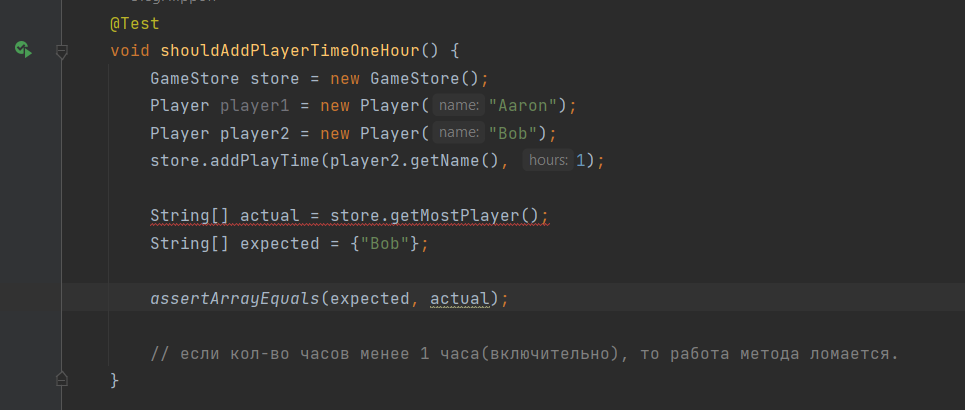 @Test
void shouldAddPlayerTimeOneHour() {
GameStore store = new GameStore();
Player player1 = new Player( name: "Aaron");
Player player2 = new Player( name: "Bob");
store.addPlayTime(player2.getName(), hours: 1);
String[] actual = store.getMostPlayer();
String[] expected = {"Bob"};
assertArrayEquals(expected, actual);
// если кол-во часов менее 1 часа(включительно), то работа метода ломается.
}